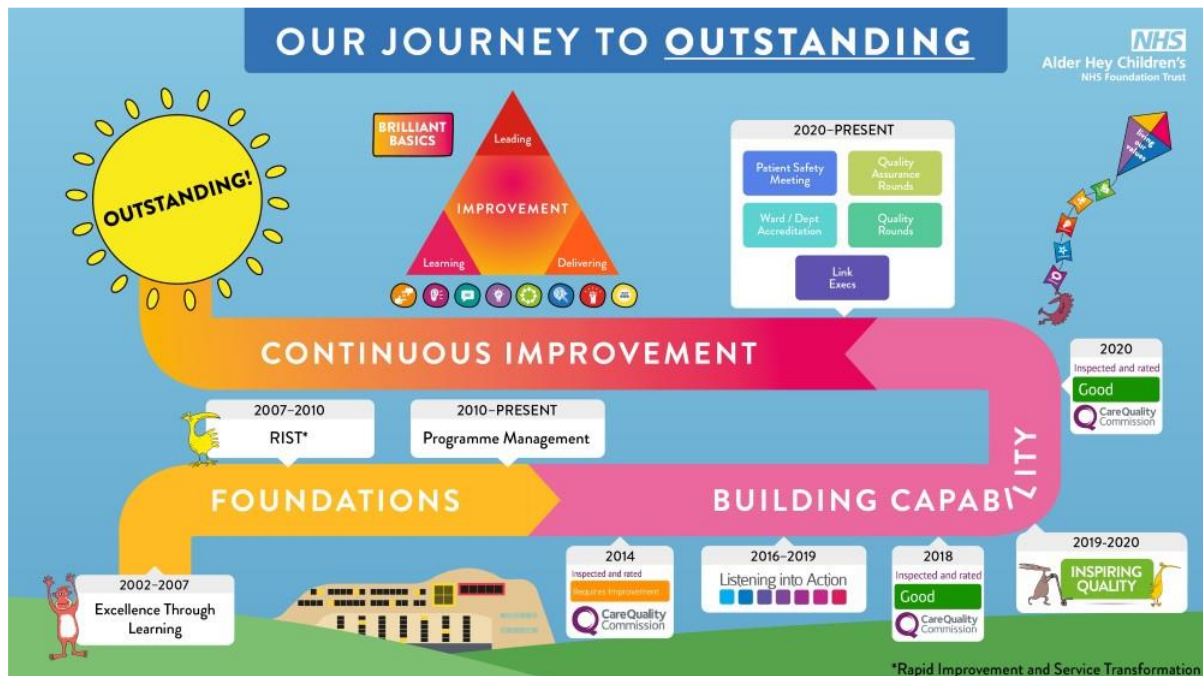 OUR JOURNEY TO OUTSTANDING
NHS
Alder Hey Children's
NHS Foundation Trust
OUTSTANDING!
BRILLIANT
BASICS
Leading
IMPROVEMENT
Learning
Delivering
2020–PRESENT
Patient Safety
Meeting
Quality
Assurance
Rounds
Ward / Dept
Accreditation
Quality
Rounds
Link
Execs
living
our
values
CONTINUOUS IMPROVEMENT
2020
Inspected and rated
Good
CareQuality
Commission
2007–2010
RIST*
2010–PRESENT
Programme Management
FOUNDATIONS
BUILDING CAPABILITY
2002–2007
Excellence Through
Learning
2014
Inspected and rated
Requires Improvement
CareQuality
Commission
2016–2019
Listening into Action
2018
Inspected and rated
Good
CareQuality
Commission
2019-2020
INSPIRING
QUALITY
*Rapid Improvement and Service Transformation